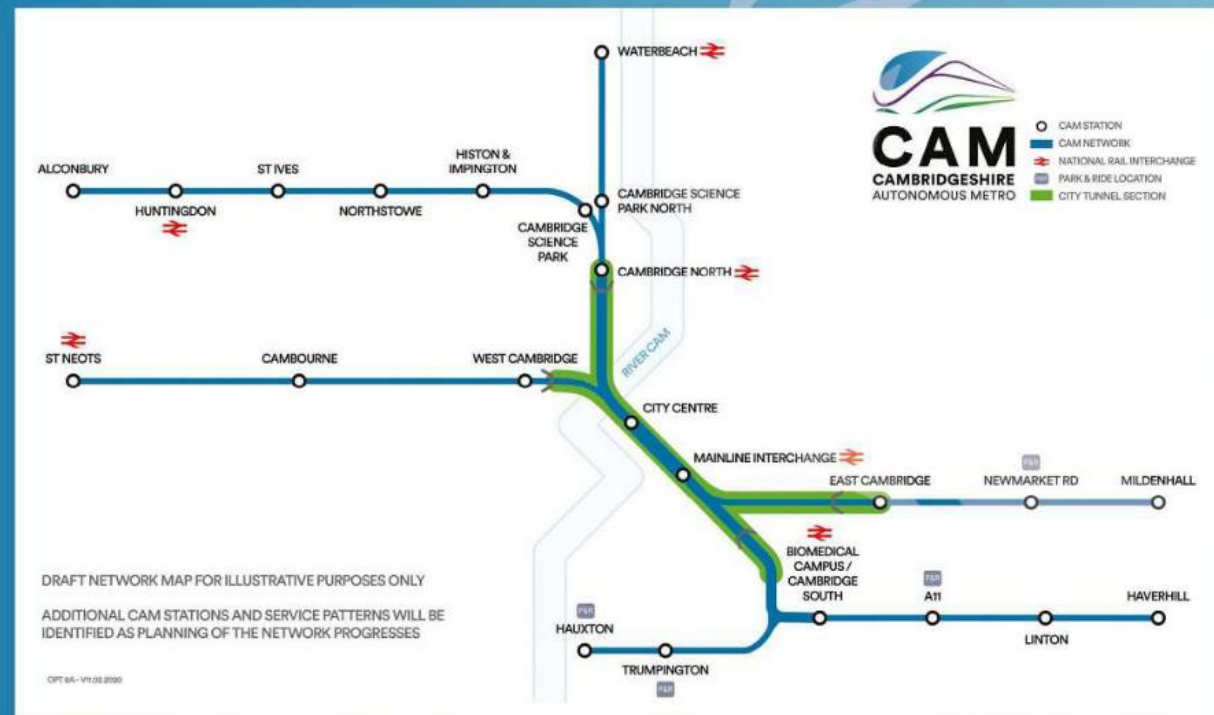 WATERBEACH
CAM
CAMBRIDGESHIRE
AUTONOMOUS METRO
CAM STATION
CAM NETWORK
NATIONAL RAIL INTERCHANGE
P&R
PARK & RIDE LOCATION
CITY TUNNEL SECTION
ALCONBURY
HUNTINGDON
ST IVES
NORTHSTOWE
HISTON &
IMPINGTON
CAMBRIDGE SCIENCE
PARK NORTH
CAMBRIDGE
SCIENCE
PARK
CAMBRIDGE NORTH
RIVER CAM
ST NEOTS
CAMBOURNE
WEST CAMBRIDGE
CITY CENTRE
MAINLINE INTERCHANGE
EAST CAMBRIDGE
P&R
NEWMARKET RD
MILDENHALL
BIOMEDICAL
CAMPUS /
CAMBRIDGE
SOUTH
P&R
A11
LINTON
HAVERHILL
P&R
HAUXTON
TRUMPINGTON
P&R
DRAFT NETWORK MAP FOR ILLUSTRATIVE PURPOSES ONLY
ADDITIONAL CAM STATIONS AND SERVICE PATTERNS WILL BE
IDENTIFIED AS PLANNING OF THE NETWORK PROGRESSES